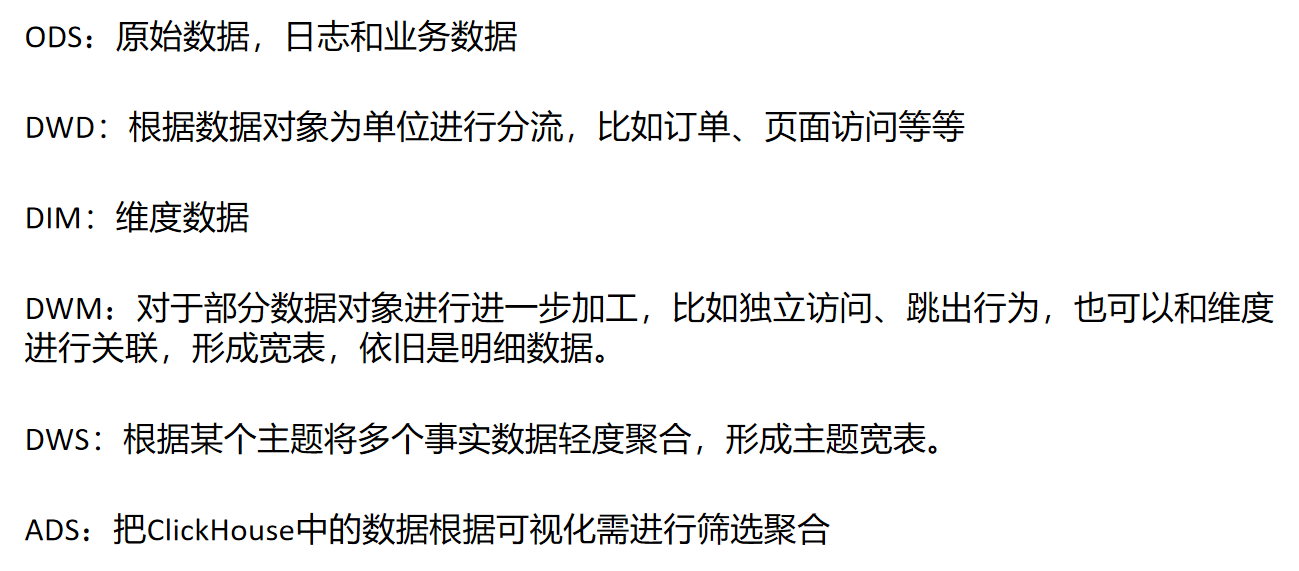 ODS：原始数据，日志和业务数据
DWD：根据数据对象为单位进行分流，比如订单、页面访问等等
DIM：维度数据
DWM：对于部分数据对象进行进一步加工，比如独立访问、跳出行为，也可以和维度
进行关联，形成宽表，依旧是明细数据。
DWS：根据某个主题将多个事实数据轻度聚合，形成主题宽表。
ADS：把ClickHouse中的数据根据可视化需进行筛选聚合